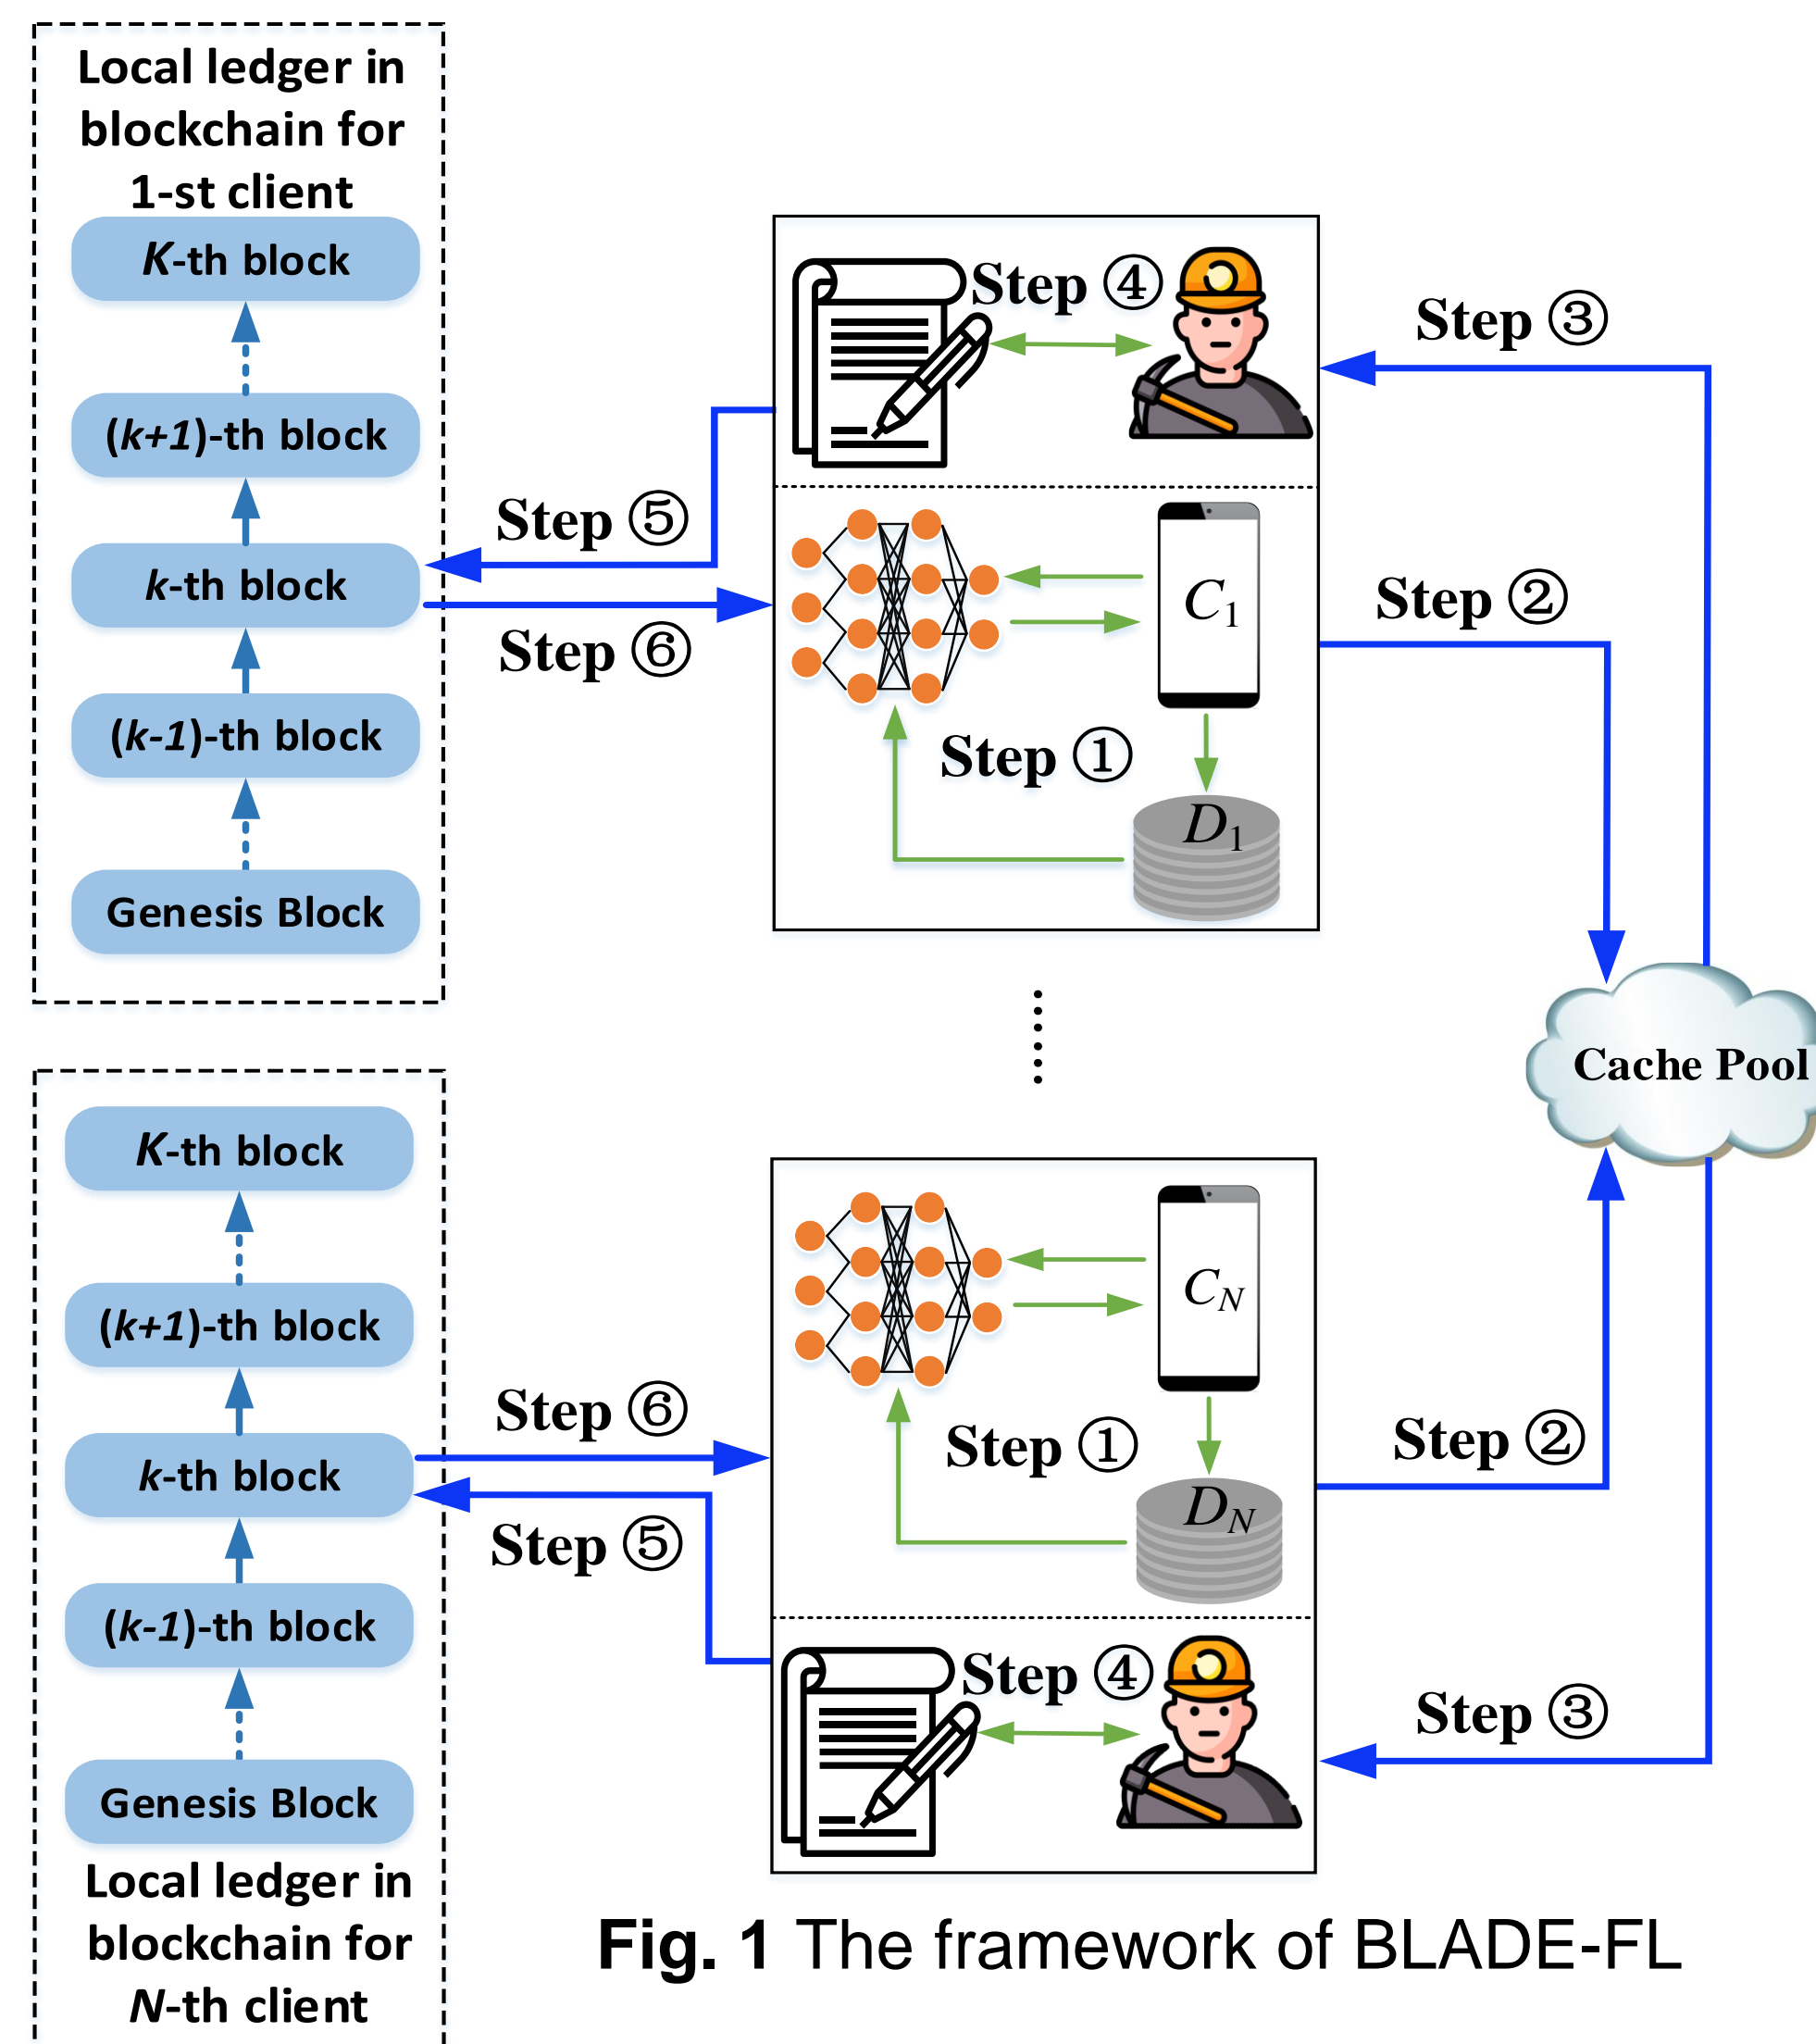 Local ledger in
blockchain for
1-st client
K-th block
(k+1)-th block
k-th block
(k-1)-th block
Genesis Block
Step ④
Step ③
Step ⑤
Step ⑥
C₁
Step ②
Step ①
D₁
Cache Pool
K-th block
(k+1)-th block
k-th block
(k-1)-th block
Genesis Block
Local ledger in
blockchain for
N-th client
C_N
Step ⑥
Step ①
Step ②
D_N
Step ⑤
Step ④
Step ③
Fig. 1 The framework of BLADE-FL